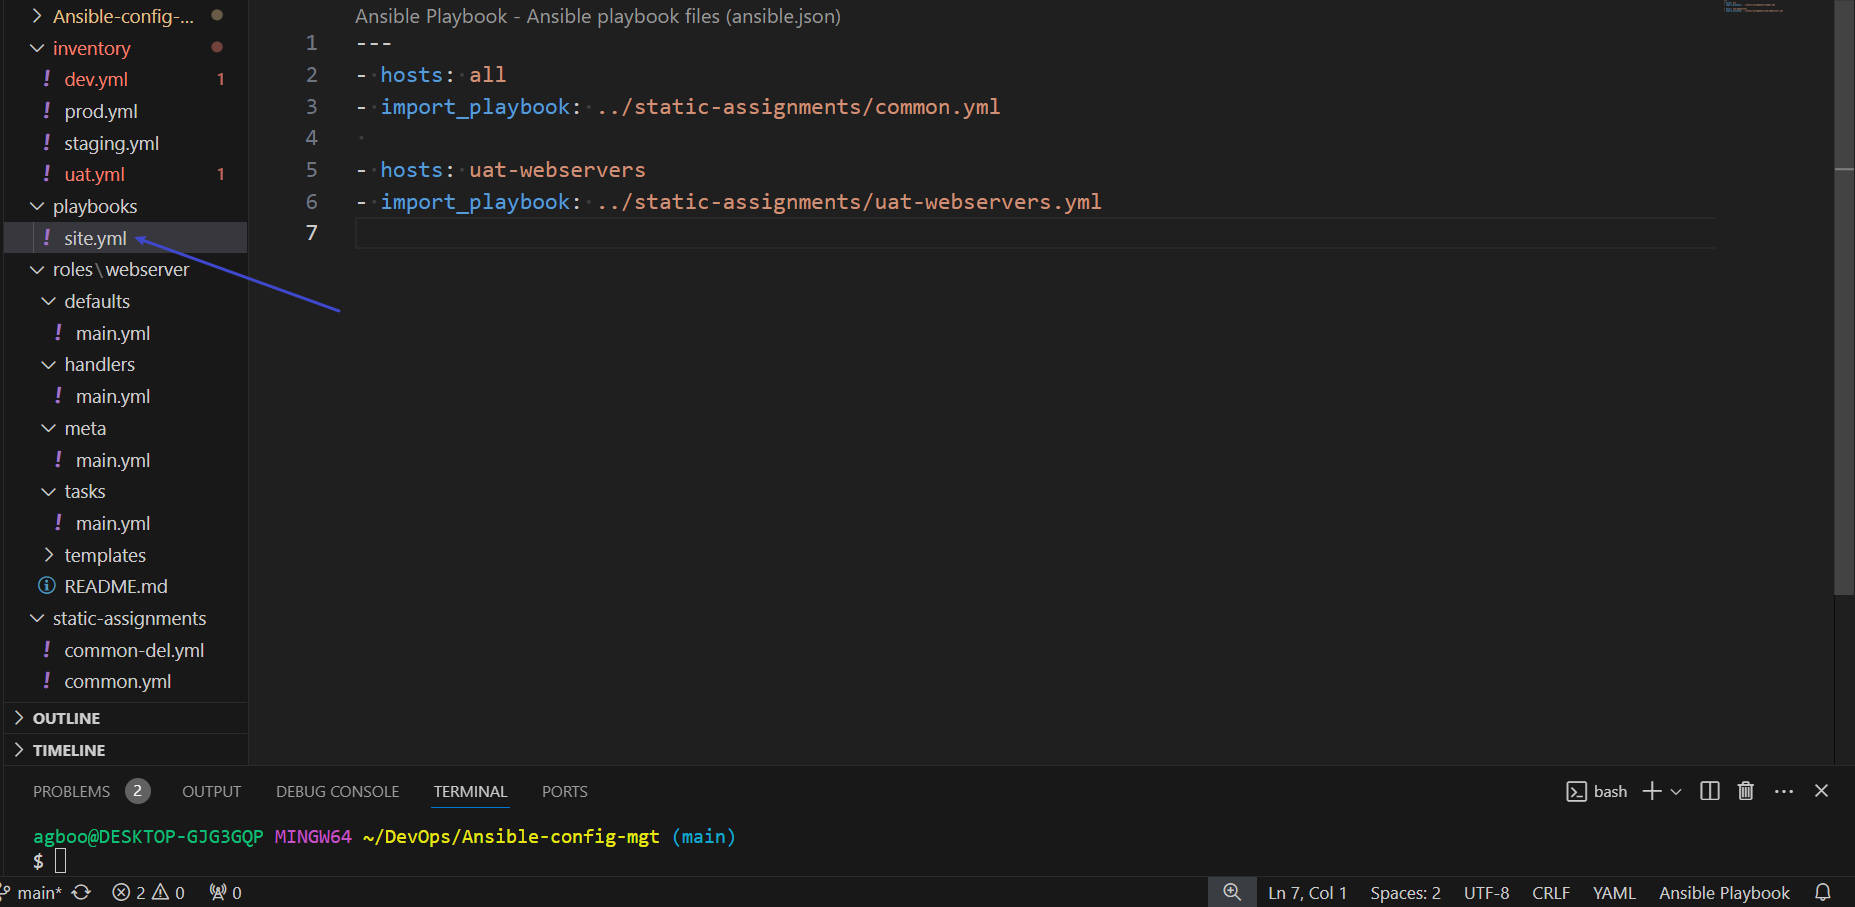 Ansible-config-...
inventory
dev.yml 1
prod.yml
staging.yml
uat.yml 1
playbooks
site.yml
roles\webserver
defaults
main.yml
handlers
main.yml
meta
main.yml
tasks
main.yml
templates
README.md
static-assignments
common-del.yml
common.yml
OUTLINE
TIMELINE
Ansible Playbook - Ansible playbook files (ansible.json)
1 ---
2 - hosts: all
3 - import_playbook: ../static-assignments/common.yml
4
5 - hosts: uat-webservers
6 - import_playbook: ../static-assignments/uat-webservers.yml
7
PROBLEMS 2 OUTPUT DEBUG CONSOLE TERMINAL PORTS bash
agboo@DESKTOP-GJG3GQP MINGW64 ~/DevOps/Ansible-config-mgt (main)
$
main* 2 0 0 Ln 7, Col 1 Spaces: 2 UTF-8 CRLF YAML Ansible Playbook